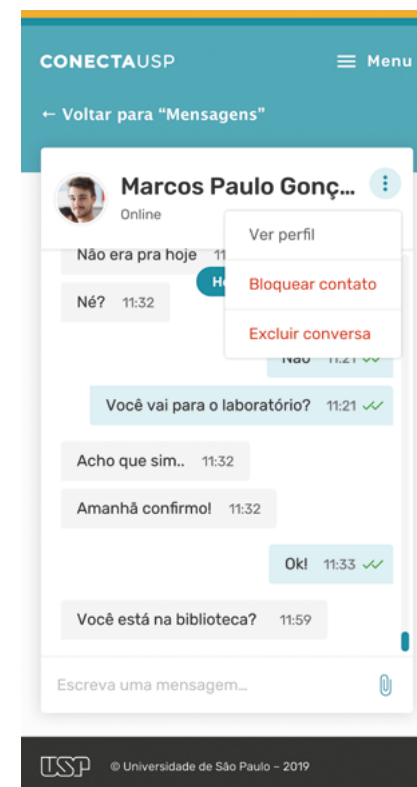 CONECTAUSP
Menu
← Voltar para “Mensagens”
Marcos Paulo Gonç...
Online
Ver perfil
Bloquear contato
Excluir conversa
Não era pra hoje 11
Né? 11:32
Não 11:21
Você vai para o laboratório? 11:21
Acho que sim.. 11:32
Amanhã confirmo! 11:32
Ok! 11:33
Você está na biblioteca? 11:59
Escreva uma mensagem...
USP © Universidade de São Paulo – 2019